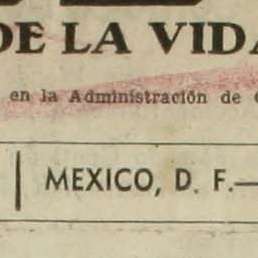 DE LA VIDA
en la Administración de
MEXICO, D. F.—